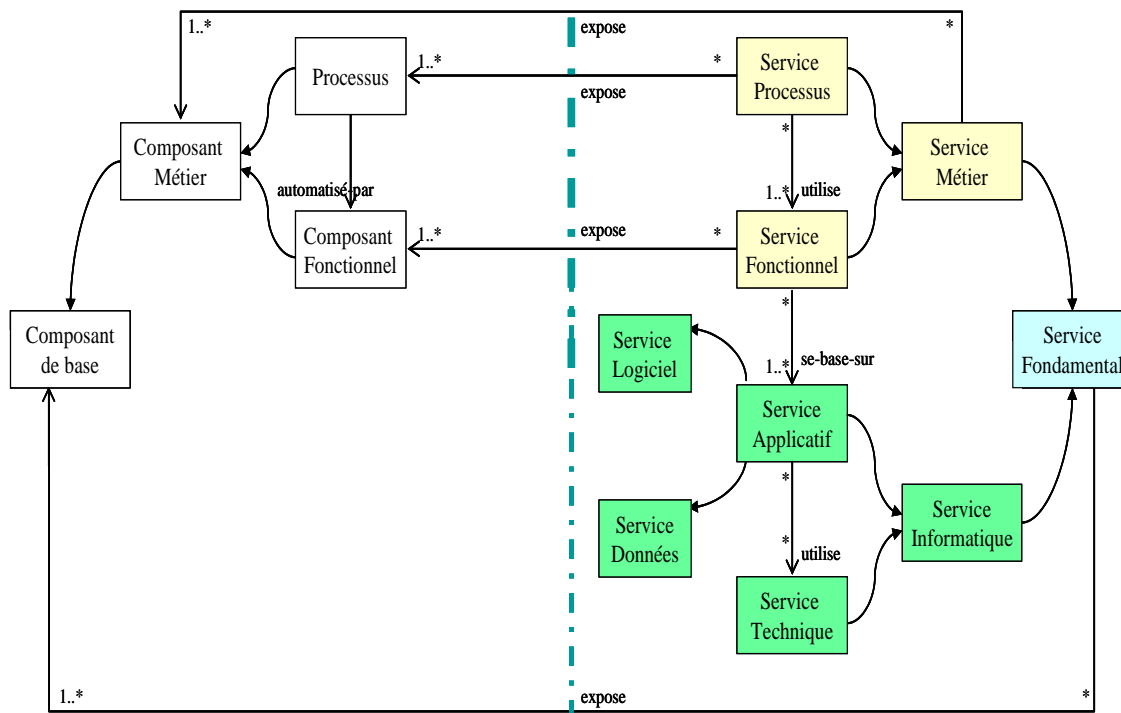 1..*
expose
*
Processus
1..*
expose
*
Service
Processus
Composant
Métier
Service
Métier
*
automatisé-par
1..*
utilise
Composant
Fonctionnel
1..*
expose
*
Service
Fonctionnel
*
Composant
de base
Service
Logiciel
Service
Fondamental
1..*
se-base-sur
Service
Applicatif
*
Service
Données
Service
Informatique
*
utilise
Service
Technique
1..*
expose
*